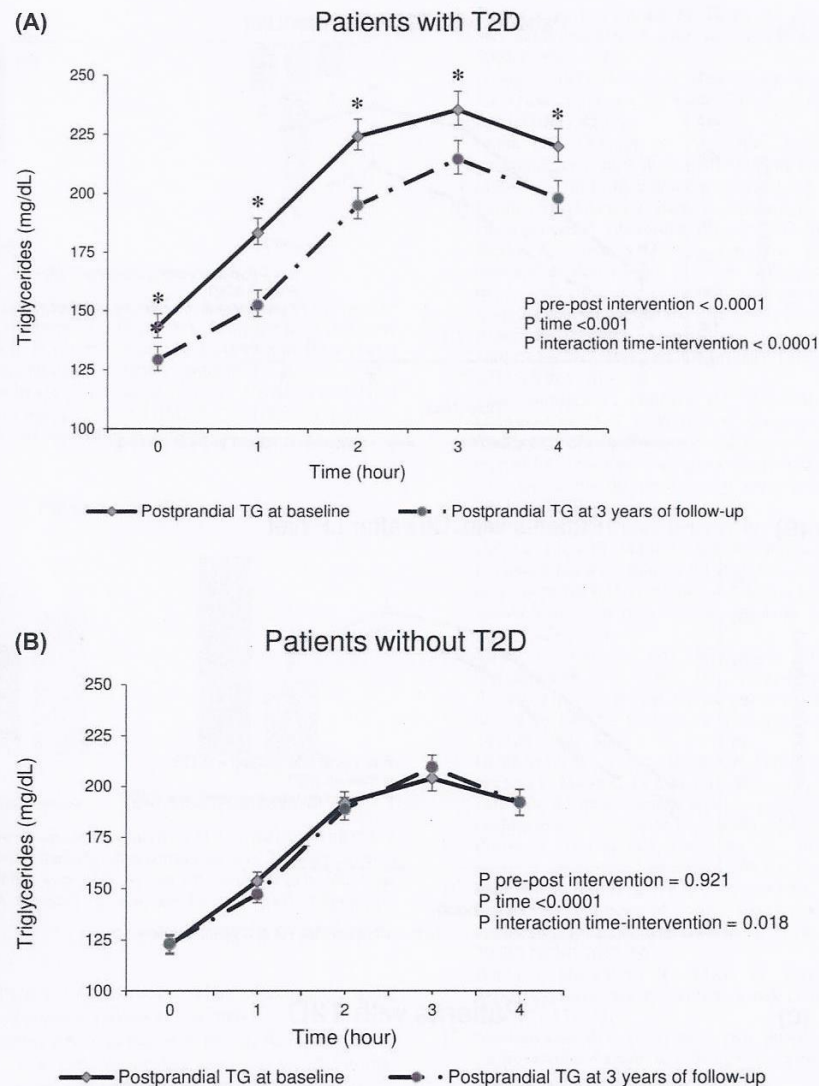 (A)
Patients with T2D
250
225
200
175
150
125
100
Triglycerides (mg/dL)
* * * * *
*
P pre-post intervention < 0.0001
P time <0.001
P interaction time-intervention < 0.0001
0 1 2 3 4
Time (hour)
Postprandial TG at baseline Postprandial TG at 3 years of follow-up
(B)
Patients without T2D
250
225
200
175
150
125
100
Triglycerides (mg/dL)
P pre-post intervention = 0.921
P time <0.0001
P interaction time-intervention = 0.018
0 1 2 3 4
Time (hour)
Postprandial TG at baseline Postprandial TG at 3 years of follow-up